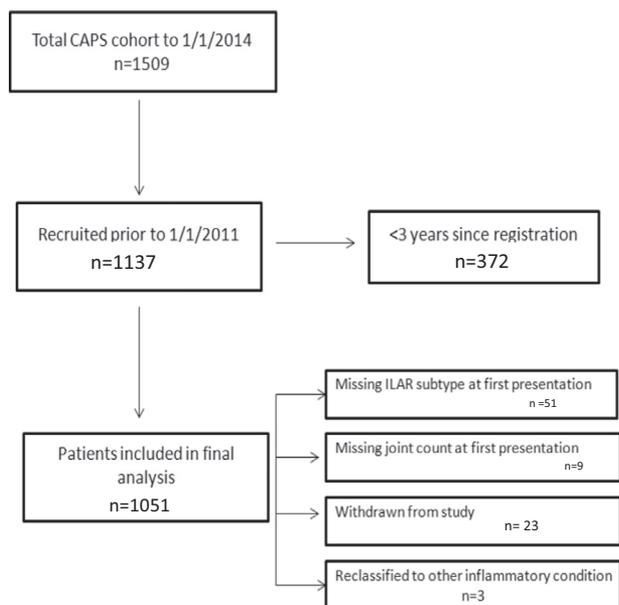 Total CAPS cohort to 1/1/2014
n=1509
Recruited prior to 1/1/2011
n=1137
<3 years since registration
n=372
Missing ILAR subtype at first presentation
n =51
Patients included in final
analysis
n=1051
Missing joint count at first presentation
n=9
Withdrawn from study
n= 23
Reclassified to other inflammatory condition
n=3